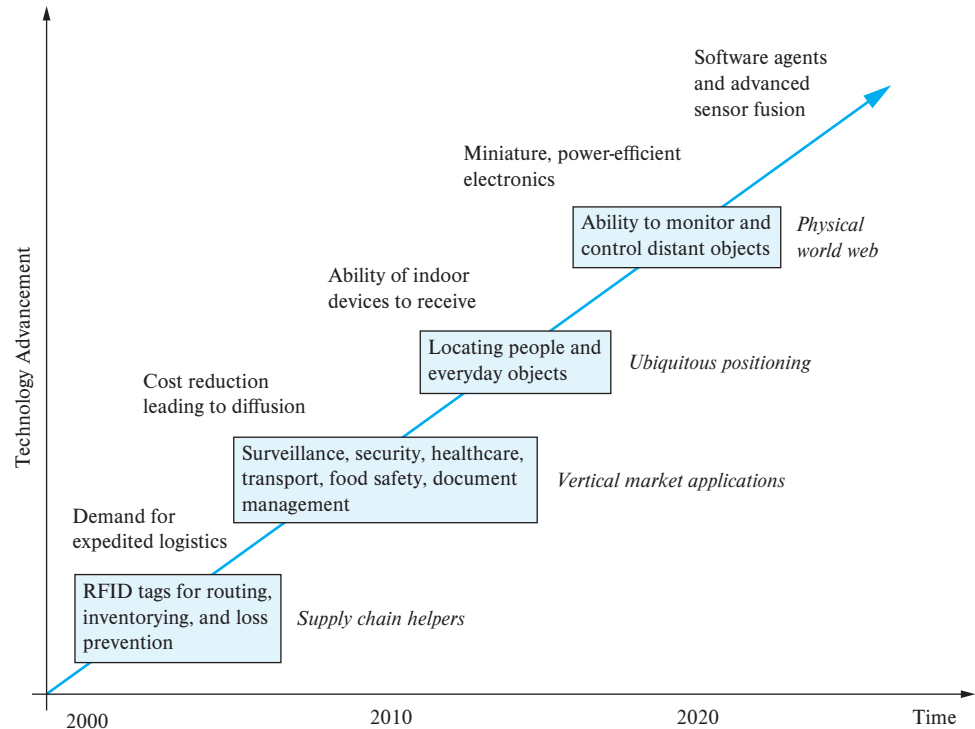 Software agents
and advanced
sensor fusion
Miniature, power-efficient
electronics
Ability to monitor and
control distant objects
Physical
world web
Ability of indoor
devices to receive
Locating people and
everyday objects
Ubiquitous positioning
Cost reduction
leading to diffusion
Surveillance, security, healthcare,
transport, food safety, document
management
Vertical market applications
Demand for
expedited logistics
RFID tags for routing,
inventorying, and loss
prevention
Supply chain helpers
Technology Advancement
2000
2010
2020
Time